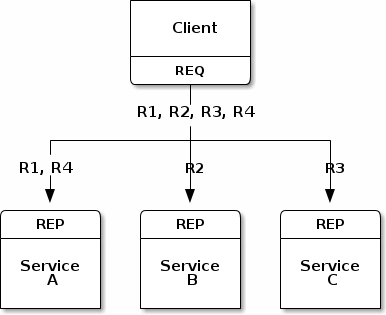 Client
REQ
R1, R2, R3, R4
R1, R4
R2
R3
REP
REP
REP
Service
A
Service
B
Service
C